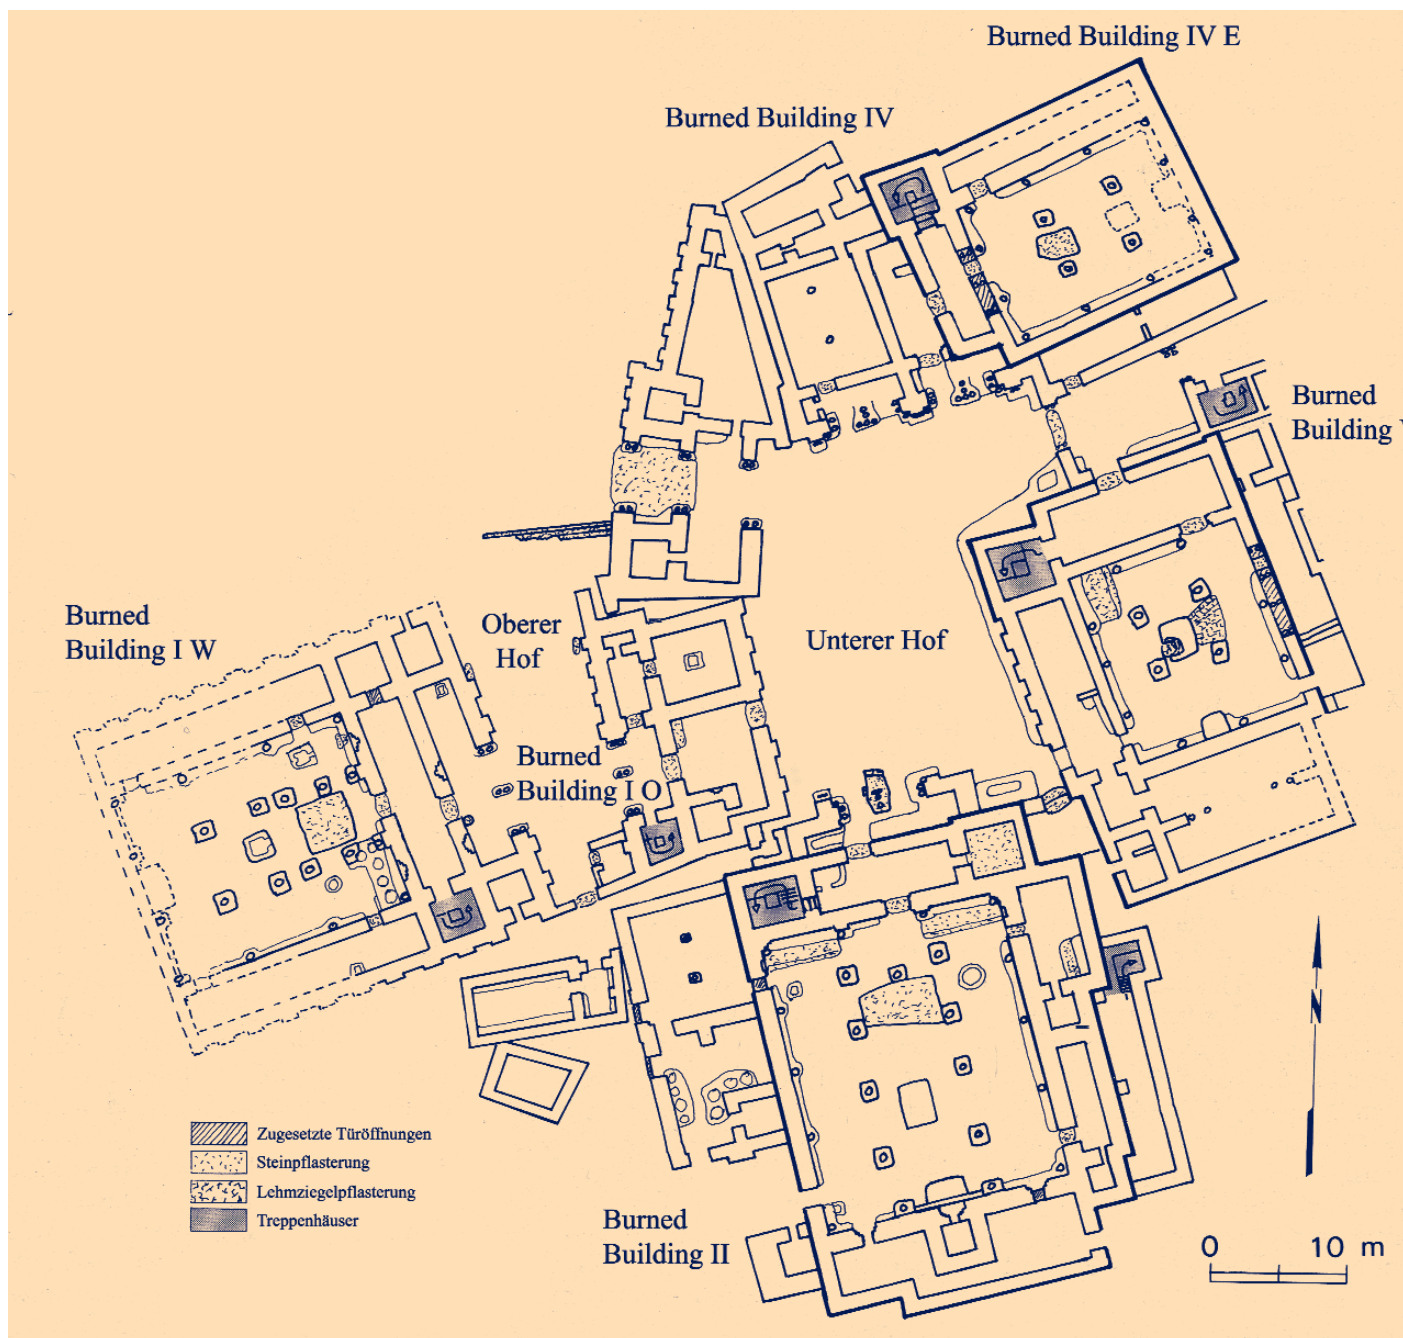 Burned Building IV E
Burned Building IV
Burned
Building
Burned
Building I W
Oberer
Hof
Unterer Hof
Burned
Building I O
N
Zugesetzte Türöffnungen
Steinpflasterung
Lehmziegelpflasterung
Treppenhäuser
Burned
Building II
0 10 m